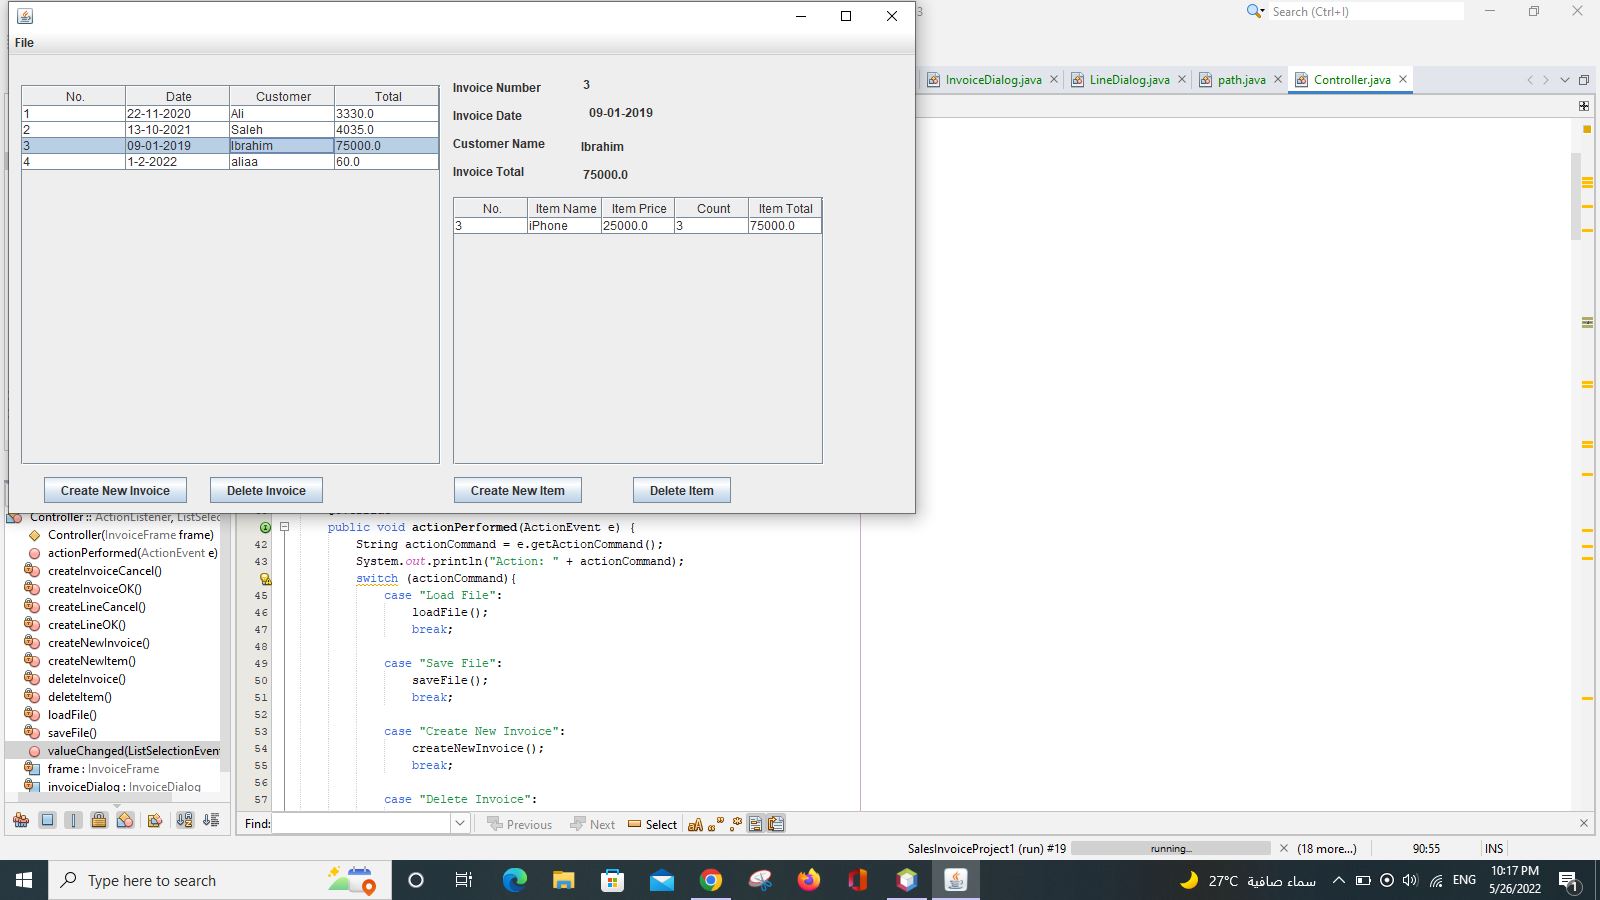 File
No. Date Customer Total
1 22-11-2020 Ali 3330.0
2 13-10-2021 Saleh 4035.0
3 09-01-2019 Ibrahim 75000.0
4 1-2-2022 aliaa 60.0
Invoice Number 3
Invoice Date 09-01-2019
Customer Name Ibrahim
Invoice Total 75000.0
No. Item Name Item Price Count Item Total
3 iPhone 25000.0 3 75000.0
Create New Invoice Delete Invoice Create New Item Delete Item
3
Search (Ctrl+I)
InvoiceDialog.java LineDialog.java path.java Controller.java
Controller :: ActionListener, ListSelec
Controller(InvoiceFrame frame)
actionPerformed(ActionEvent e)
createInvoiceCancel()
createInvoiceOK()
createLineCancel()
createLineOK()
createNewInvoice()
createNewItem()
deleteInvoice()
deleteItem()
loadFile()
saveFile()
valueChanged(ListSelectionEven
frame : InvoiceFrame
invoiceDialog : InvoiceDialog
public void actionPerformed(ActionEvent e) {
42 String actionCommand = e.getActionCommand();
43 System.out.println("Action: " + actionCommand);
switch (actionCommand){
45 case "Load File":
46 loadFile();
47 break;
48
49 case "Save File":
50 saveFile();
51 break;
52
53 case "Create New Invoice":
54 createNewInvoice();
55 break;
56
57 case "Delete Invoice":
Find: Previous Next Select
SalesInvoiceProject1 (run) #19 running... (18 more...) 90:55 INS
Type here to search
27°C سماء صافية ENG 10:17 PM
5/26/2022
1